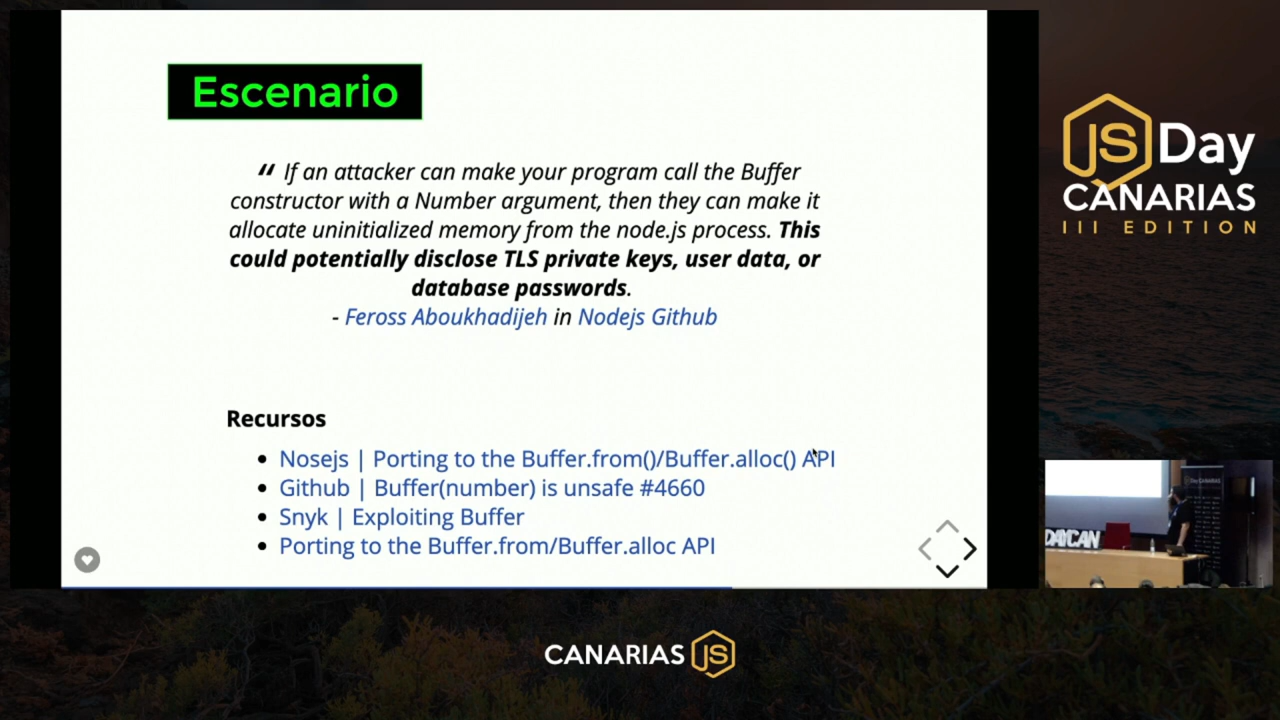 Escenario
“ If an attacker can make your program call the Buffer
constructor with a Number argument, then they can make it
allocate uninitialized memory from the node.js process. This
could potentially disclose TLS private keys, user data, or
database passwords.
- Feross Aboukhadijeh in Nodejs Github
Recursos
• Nosejs | Porting to the Buffer.from()/Buffer.alloc() API
• Github | Buffer(number) is unsafe #4660
• Snyk | Exploiting Buffer
• Porting to the Buffer.from/Buffer.alloc API
JS Day
CANARIAS
III EDITION
DAYCAN
CANARIAS JS